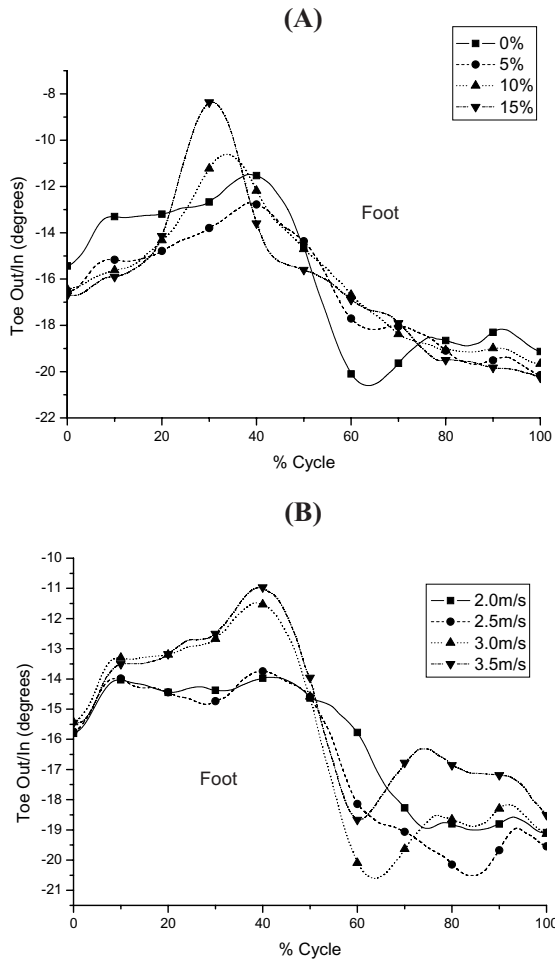 (A)
0%
5%
10%
15%
-8
-10
-12
-14
-16
-18
-20
-22
Toe Out/In (degrees)
Foot
0 20 40 60 80 100
% Cycle
(B)
2.0m/s
2.5m/s
3.0m/s
3.5m/s
-10
-11
-12
-13
-14
-15
-16
-17
-18
-19
-20
-21
Toe Out/In (degrees)
Foot
0 20 40 60 80 100
% Cycle